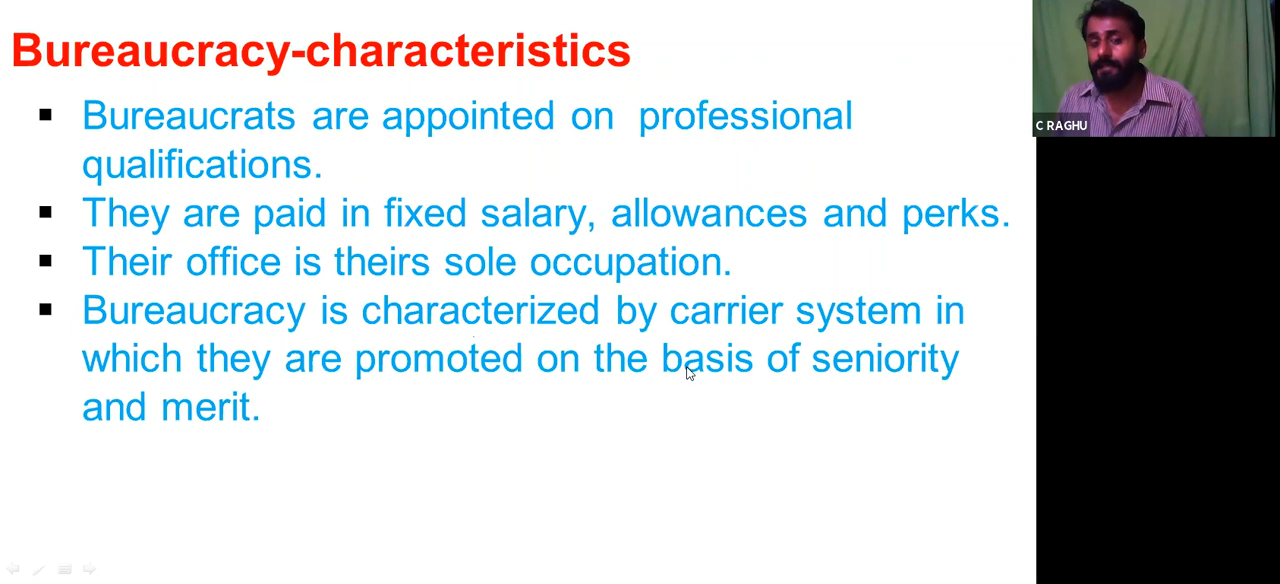 Bureaucracy-characteristics
Bureaucrats are appointed on professional
qualifications.
They are paid in fixed salary, allowances and perks.
Their office is theirs sole occupation.
Bureaucracy is characterized by carrier system in
which they are promoted on the basis of seniority
and merit.
C RAGHU